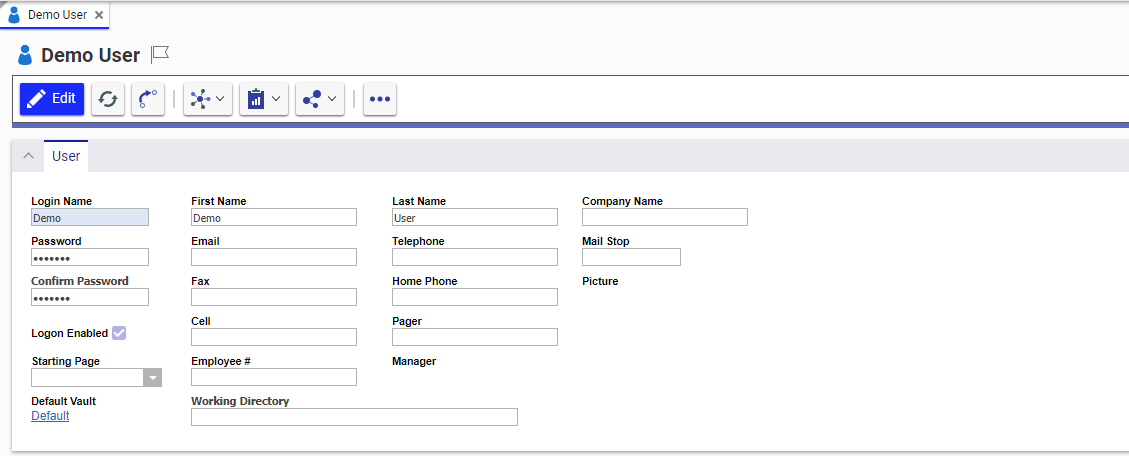 Demo User
Demo User
Edit
User
Login Name First Name Last Name Company Name
Demo Demo User
Password Email Telephone Mail Stop
•••••••
Confirm Password Fax Home Phone Picture
•••••••
Cell Pager
Logon Enabled
Starting Page Employee # Manager
Default Vault Working Directory
Default